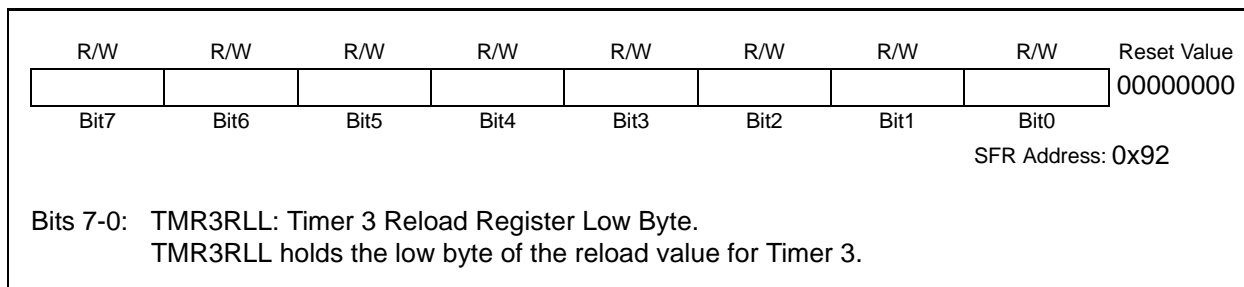 R/W R/W R/W R/W R/W R/W R/W R/W Reset Value
00000000
Bit7 Bit6 Bit5 Bit4 Bit3 Bit2 Bit1 Bit0
SFR Address: 0x92
Bits 7-0: TMR3RLL: Timer 3 Reload Register Low Byte.
TMR3RLL holds the low byte of the reload value for Timer 3.